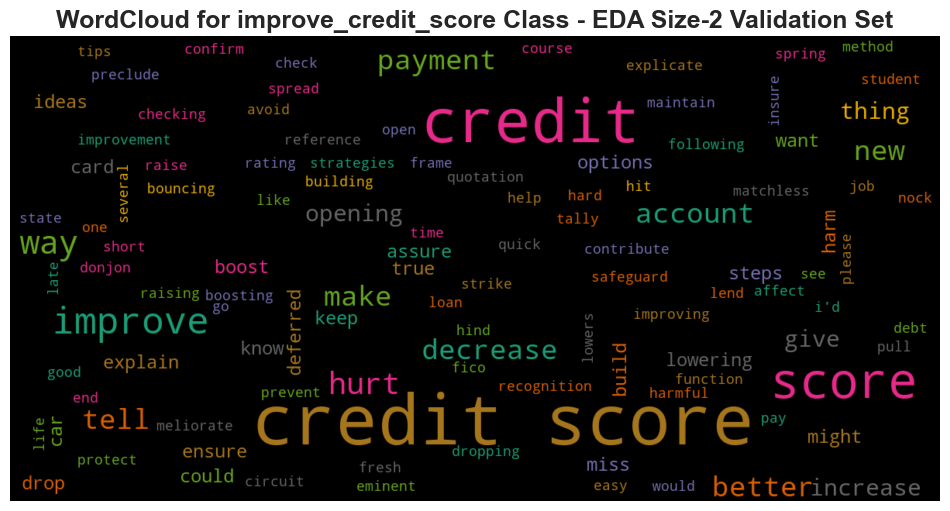 WordCloud for improve_credit_score Class - EDA Size-2 Validation Set
tips confirm course spring method
preclude check payment explicate student
ideas spread avoid credit maintain insure thing
checking
improvement reference open following want new
card raise rating strategies frame options
several bouncing building quotation hit matchless job
like help hard nock
state opening tally account harm
one time
way short assure quick contribute please
late donjon boost true strike safeguard steps see
raising boosting go make loan lend affect i'd
improve deferred keep hind improving debt
know decrease lowers give pull
explain fico build lowering
good hurt recognition function score
end prevent harmful
life car tell meliorate credit score pay might
ensure dropping
protect could fresh miss
drop circuit eminent easy would better increase